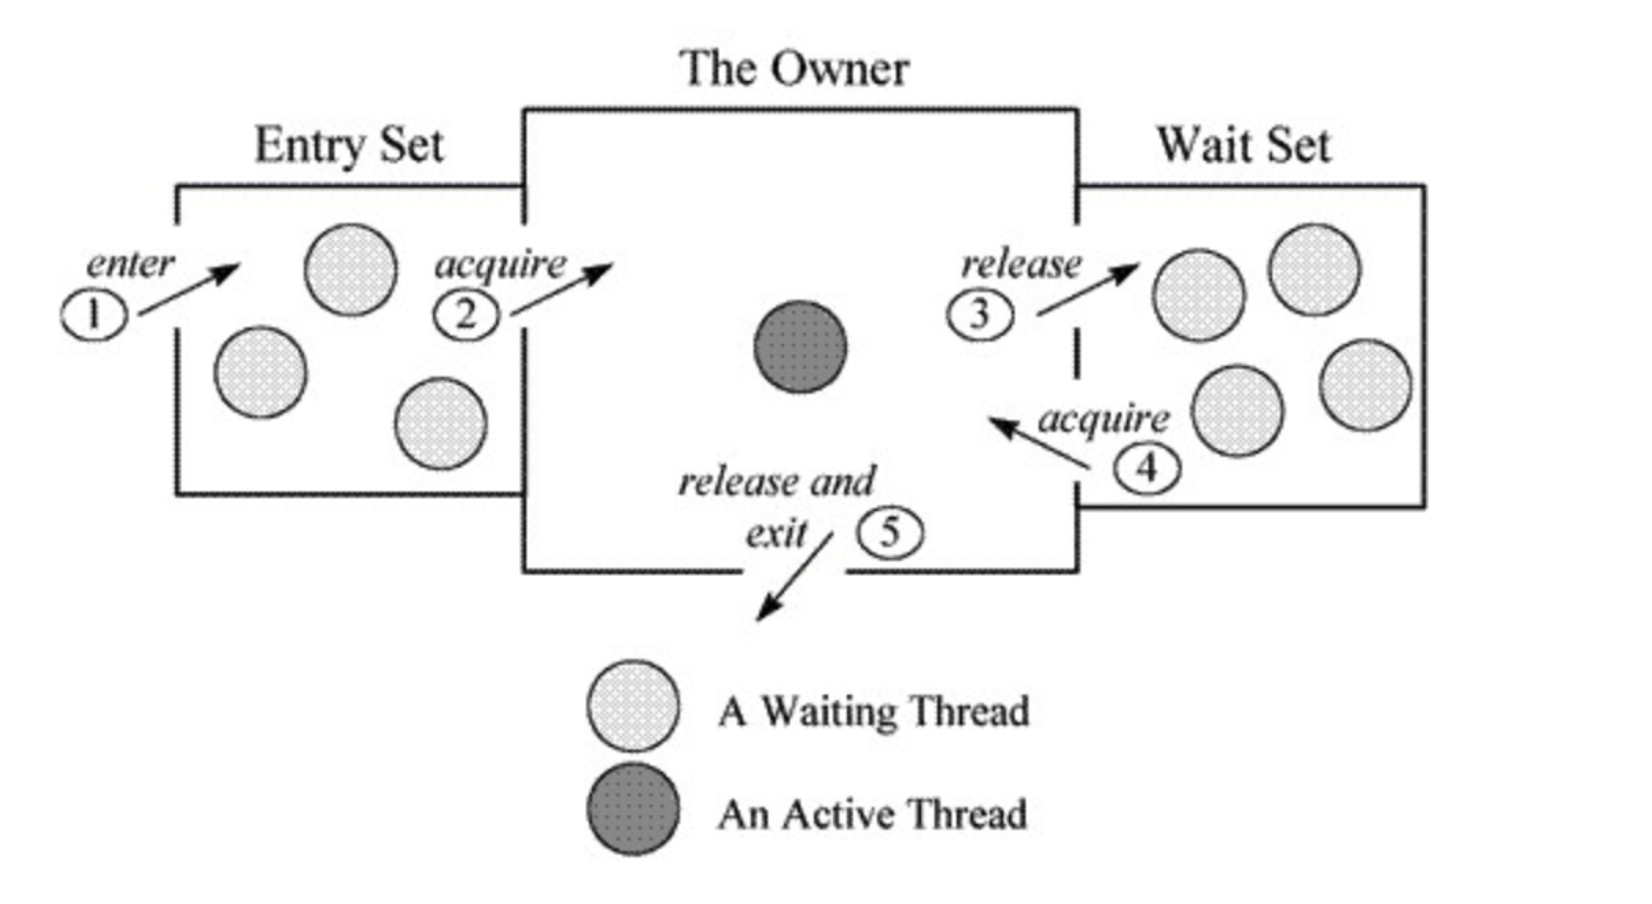 The Owner
Entry Set
Wait Set
enter
1
acquire
2
release
3
acquire
4
release and
exit
5
A Waiting Thread
An Active Thread